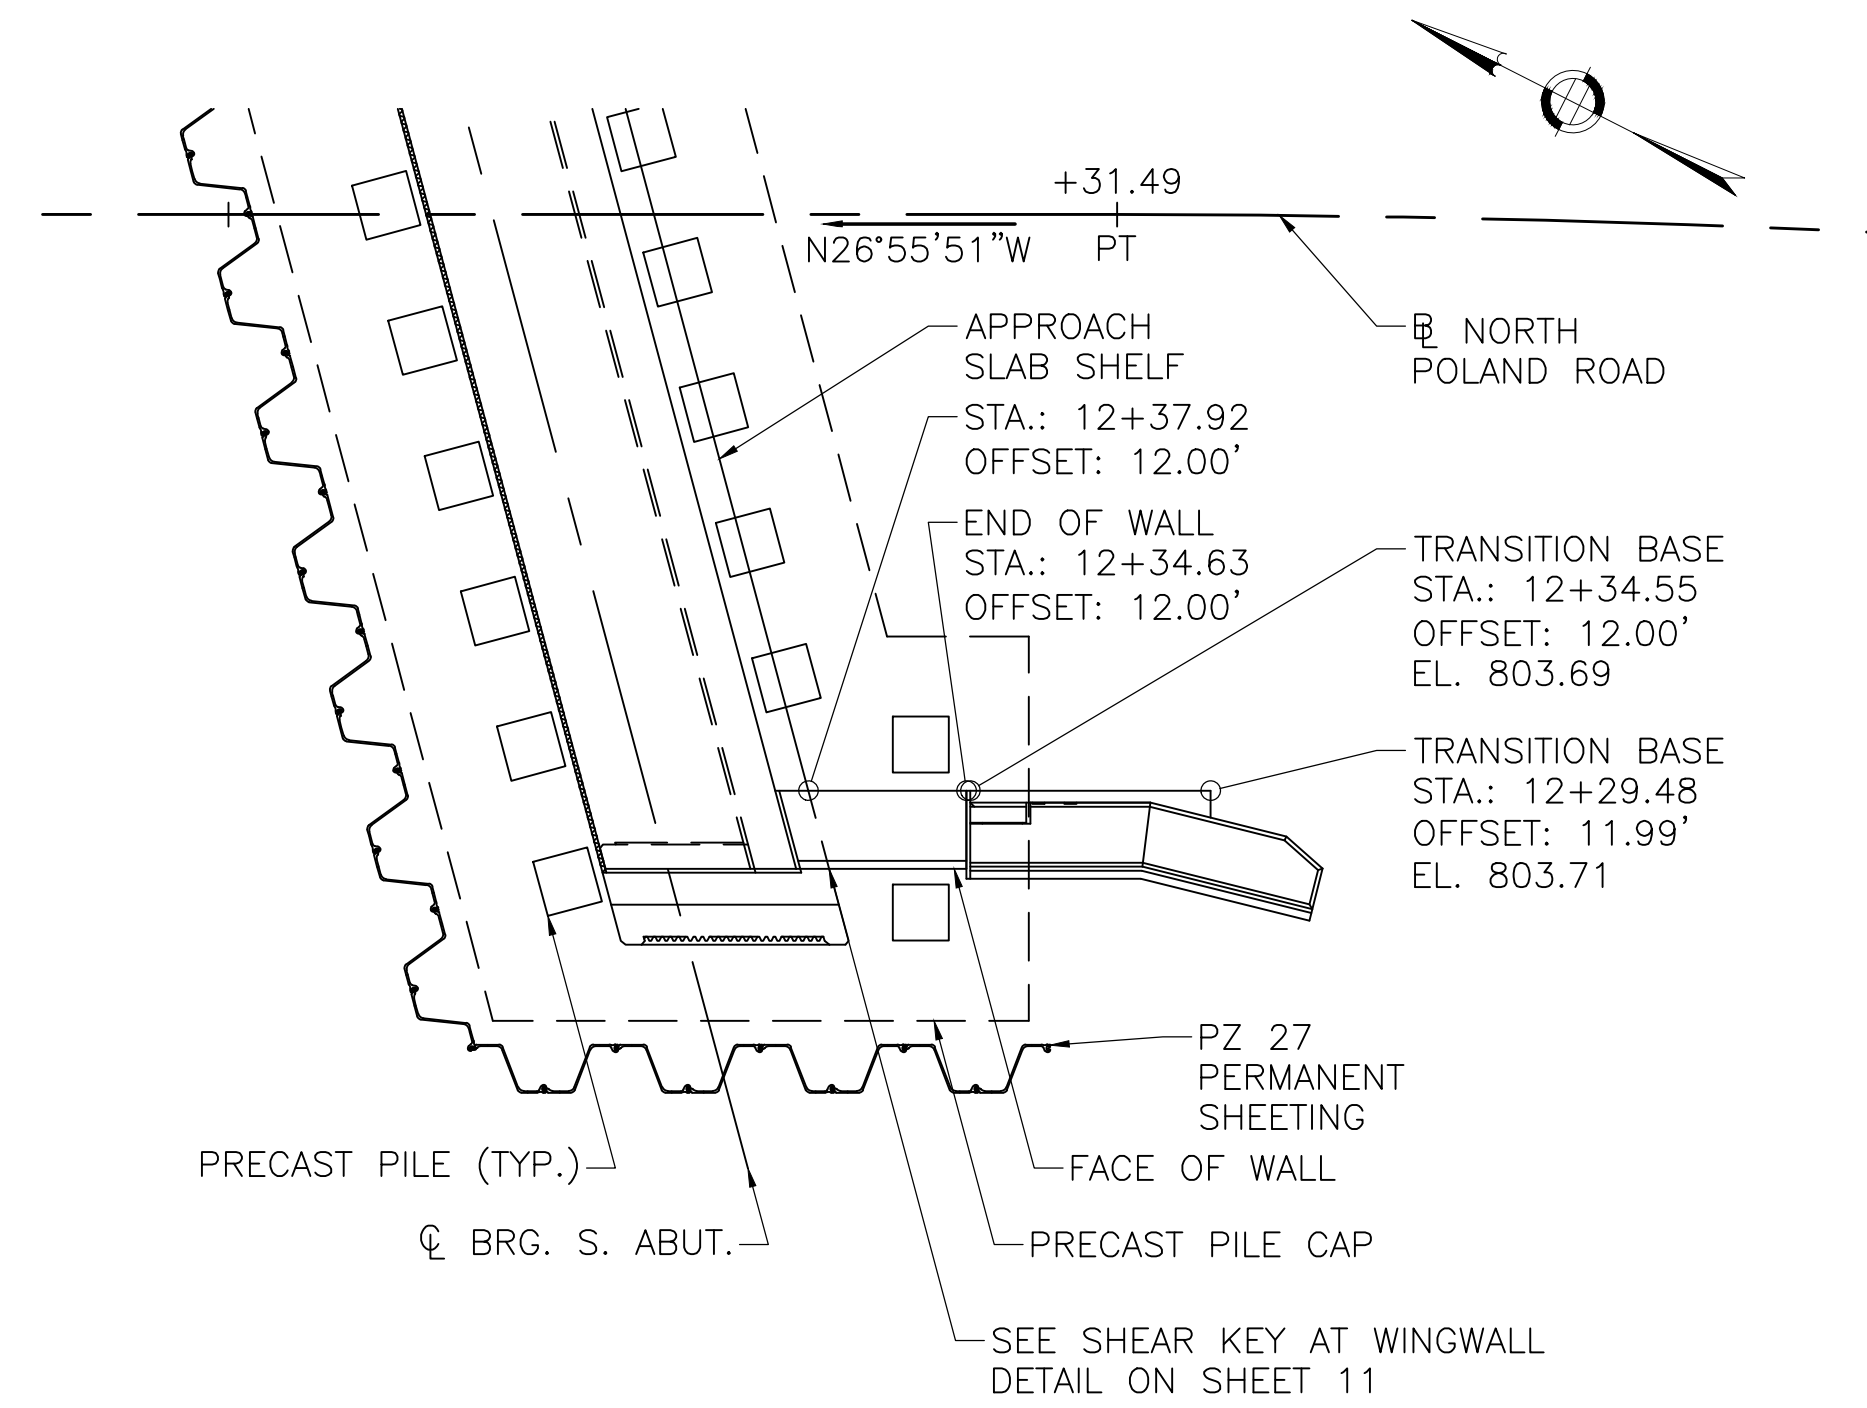 +31.49
N26°55'51"W
PT
APPROACH
SLAB SHELF
STA.: 12+37.92
OFFSET: 12.00'
END OF WALL
STA.: 12+34.63
OFFSET: 12.00'
BL NORTH
POLAND ROAD
TRANSITION BASE
STA.: 12+34.55
OFFSET: 12.00'
EL. 803.69
TRANSITION BASE
STA.: 12+29.48
OFFSET: 11.99'
EL. 803.71
PZ 27
PERMANENT
SHEETING
PRECAST PILE (TYP.)
FACE OF WALL
℄ BRG. S. ABUT.
PRECAST PILE CAP
SEE SHEAR KEY AT WINGWALL
DETAIL ON SHEET 11